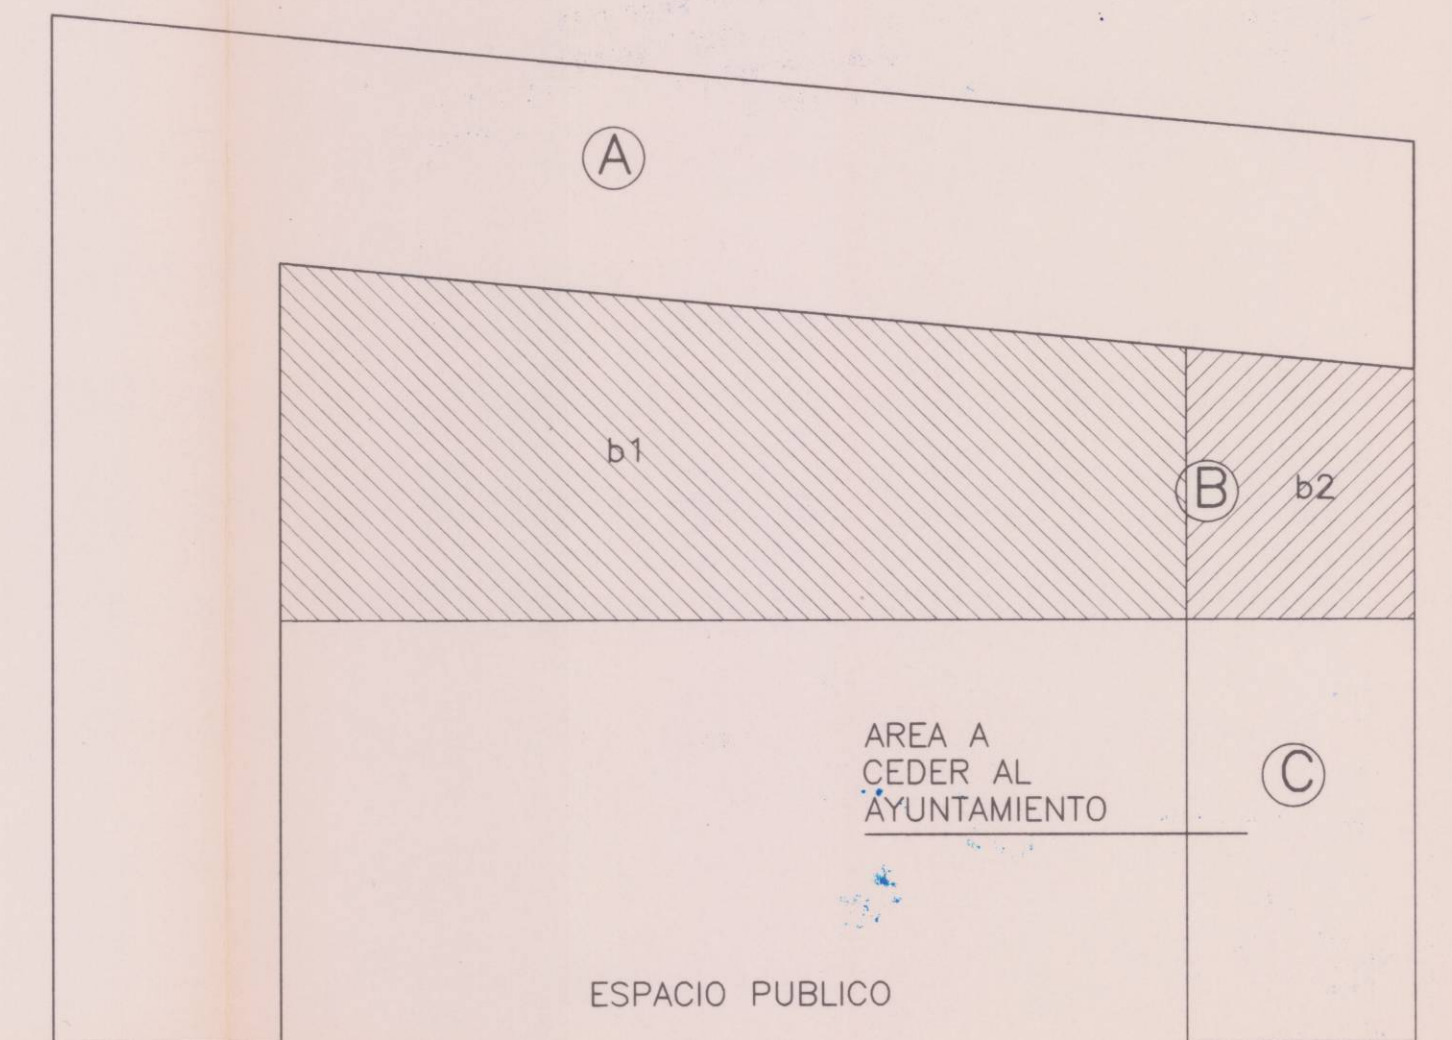 A
b1
B
b2
AREA A
CEDER AL
AYUNTAMIENTO
C
ESPACIO PUBLICO